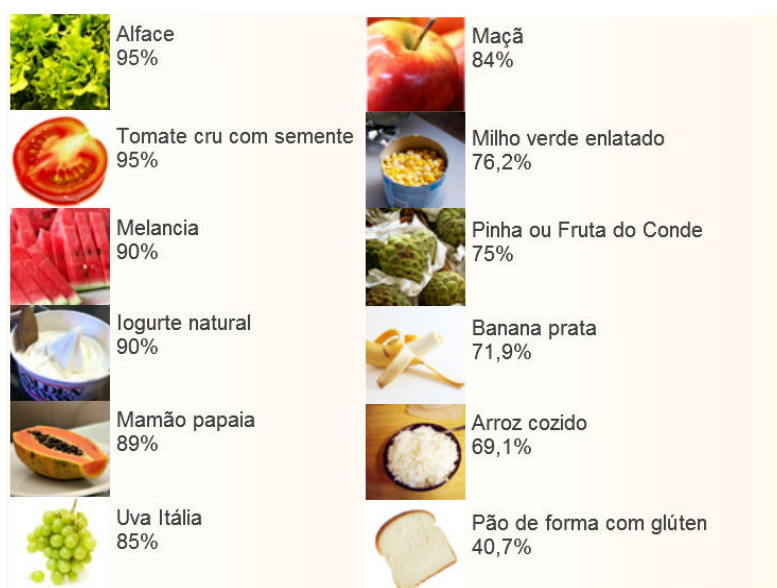 Alface
95%
Tomate cru com semente
95%
Melancia
90%
Iogurte natural
90%
Mamão papaia
89%
Uva Itália
85%
Maçã
84%
Milho verde enlatado
76,2%
Pinha ou Fruta do Conde
75%
Banana prata
71,9%
Arroz cozido
69,1%
Pão de forma com glúten
40,7%